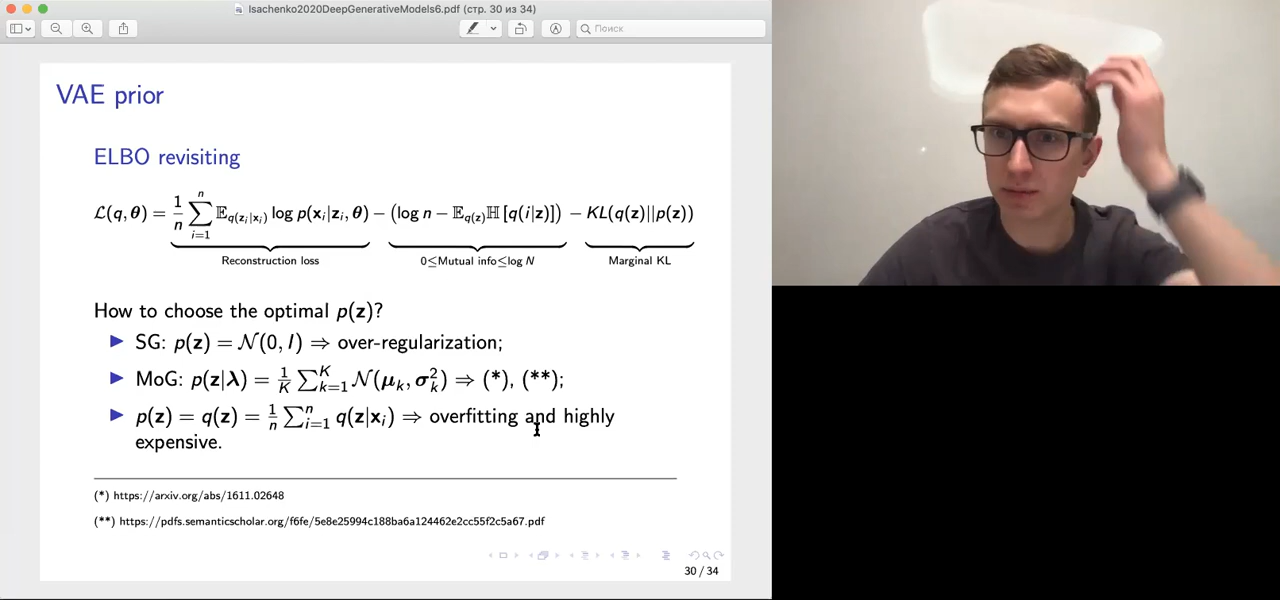 Isachenko2020DeepGenerativeModels6.pdf (стр. 30 из 34)
Поиск
VAE prior
ELBO revisiting
ℒ(q, θ) = 1/n ∑_{i=1}^{n} 𝔼_{q(z_i|x_i)} log p(x_i|z_i, θ) − (log n − 𝔼_{q(z)} ℍ [q(i|z)]) − KL(q(z)||p(z))
Reconstruction loss 0≤Mutual info≤log N Marginal KL
How to choose the optimal p(z)?
▶ SG: p(z) = 𝒩(0, I) ⇒ over-regularization;
▶ MoG: p(z|λ) = 1/K ∑_{k=1}^{K} 𝒩(μ_k, σ_k^2) ⇒ (*), (**);
▶ p(z) = q(z) = 1/n ∑_{i=1}^{n} q(z|x_i) ⇒ overfitting and highly
expensive.
(*) https://arxiv.org/abs/1611.02648
(**) https://pdfs.semanticscholar.org/f6fe/5e8e25994c188ba6a124462e2cc55f2c5a67.pdf
30 / 34